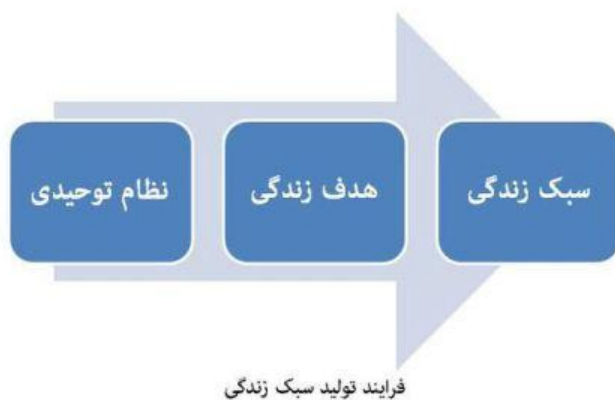 نظام توحیدی
هدف زندگی
سبک زندگی
فرایند تولید سبک زندگی